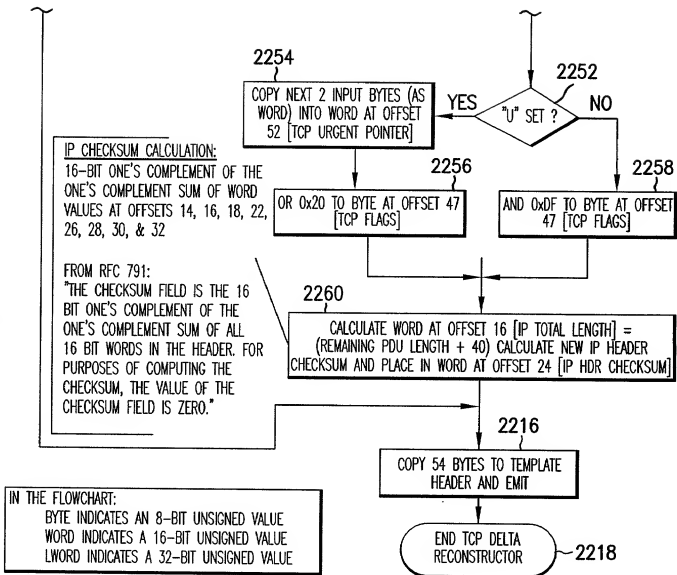 2254
COPY NEXT 2 INPUT BYTES (AS
WORD) INTO WORD AT OFFSET
52 [TCP URGENT POINTER]
2252
YES
"U" SET ?
NO
IP CHECKSUM CALCULATION:
16-BIT ONE'S COMPLEMENT OF THE
ONE'S COMPLEMENT SUM OF WORD
VALUES AT OFFSETS 14, 16, 18, 22,
26, 28, 30, & 32
FROM RFC 791:
"THE CHECKSUM FIELD IS THE 16
BIT ONE'S COMPLEMENT OF THE
ONE'S COMPLEMENT SUM OF ALL
16 BIT WORDS IN THE HEADER. FOR
PURPOSES OF COMPUTING THE
CHECKSUM, THE VALUE OF THE
CHECKSUM FIELD IS ZERO."
2256
OR 0x20 TO BYTE AT OFFSET 47
[TCP FLAGS]
2258
AND 0xDF TO BYTE AT OFFSET
47 [TCP FLAGS]
2260
CALCULATE WORD AT OFFSET 16 [IP TOTAL LENGTH] =
(REMAINING PDU LENGTH + 40) CALCULATE NEW IP HEADER
CHECKSUM AND PLACE IN WORD AT OFFSET 24 [IP HDR CHECKSUM]
2216
COPY 54 BYTES TO TEMPLATE
HEADER AND EMIT
END TCP DELTA
RECONSTRUCTOR
2218
IN THE FLOWCHART:
BYTE INDICATES AN 8-BIT UNSIGNED VALUE
WORD INDICATES A 16-BIT UNSIGNED VALUE
LWORD INDICATES A 32-BIT UNSIGNED VALUE